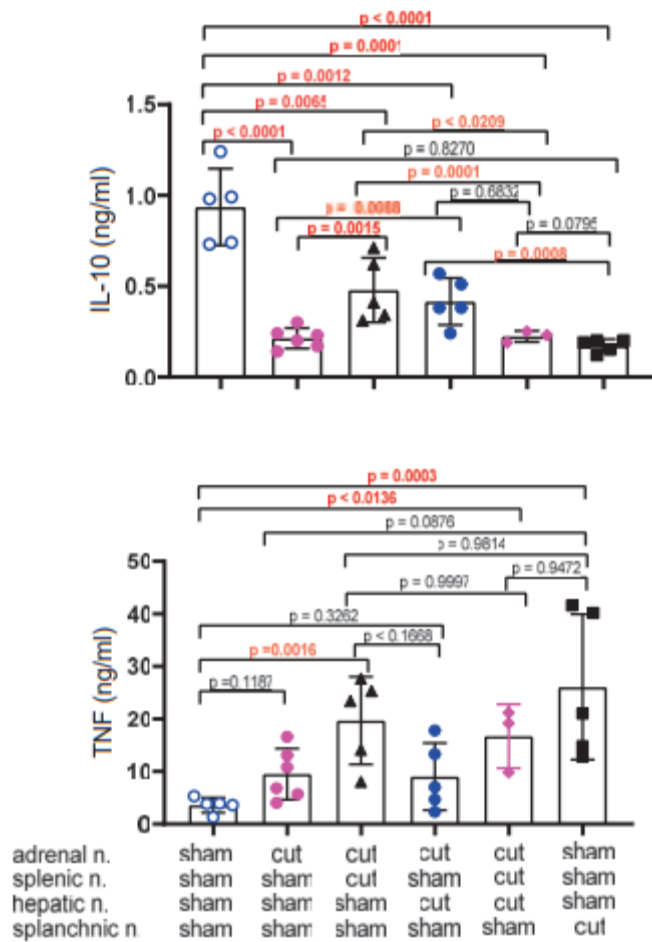 p < 0.0001
p = 0.0001
p = 0.0012
p = 0.0065
p < 0.0001
p < 0.0209
p = 0.8270
p = 0.0001
p = 0.6832
p = 0.0088
p = 0.0795
p = 0.0015
p = 0.0008
IL-10 (ng/ml)
1.5
1.0
0.5
0.0
p = 0.0003
p < 0.0136
p = 0.0876
p = 0.9814
p = 0.9472
p = 0.9997
p = 0.3262
p < 0.1668
p =0.0016
p =0.1187
TNF (ng/ml)
50
40
30
20
10
0
adrenal n. sham cut cut cut cut sham
splenic n. sham sham cut sham cut sham
hepatic n. sham sham sham cut cut sham
splanchnic n. sham sham sham sham sham cut